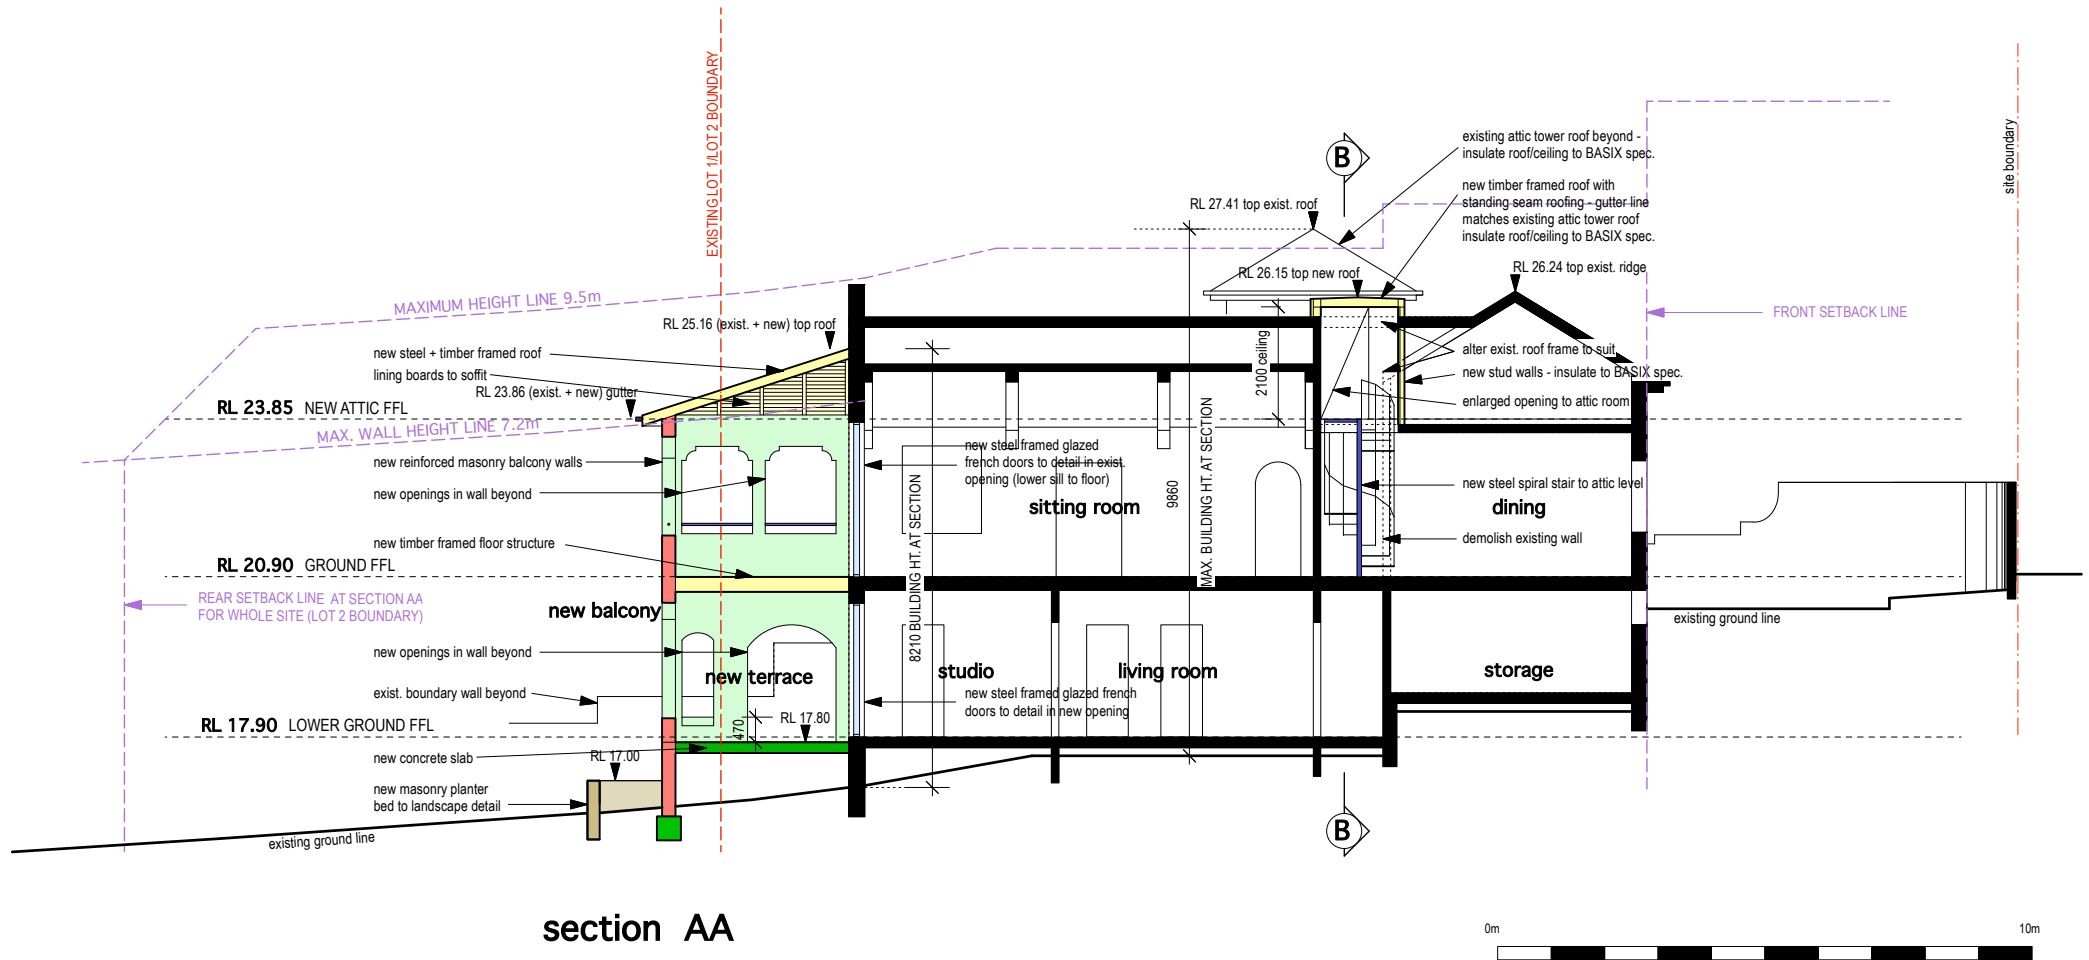 EXISTING LOT 1/LOT 2 BOUNDARY
site boundary
B
existing attic tower roof beyond -
insulate roof/ceiling to BASIX spec.
new timber framed roof with
standing seam roofing - gutter line
matches existing attic tower roof
insulate roof/ceiling to BASIX spec.
RL 27.41 top exist. roof
RL 26.15 top new roof
RL 26.24 top exist. ridge
MAXIMUM HEIGHT LINE 9.5m
FRONT SETBACK LINE
RL 25.16 (exist. + new) top roof
new steel + timber framed roof
lining boards to soffit
RL 23.86 (exist. + new) gutter
2100 ceiling
alter exist. roof frame to suit
new stud walls - insulate to BASIX spec.
enlarged opening to attic room
RL 23.85 NEW ATTIC FFL
MAX. WALL HEIGHT LINE 7.2m
new reinforced masonry balcony walls
new openings in wall beyond
new steel framed glazed
french doors to detail in exist.
opening (lower sill to floor)
sitting room
9860
MAX. BUILDING HT. AT SECTION
8210 BUILDING HT. AT SECTION
new steel spiral stair to attic level
dining
demolish existing wall
new timber framed floor structure
RL 20.90 GROUND FFL
REAR SETBACK LINE AT SECTION AA
FOR WHOLE SITE (LOT 2 BOUNDARY)
new balcony
existing ground line
new openings in wall beyond
new terrace
studio
living room
storage
exist. boundary wall beyond
new steel framed glazed french
doors to detail in new opening
RL 17.90 LOWER GROUND FFL
470
RL 17.80
new concrete slab
RL 17.00
new masonry planter
bed to landscape detail
existing ground line
B
section AA
0m
10m